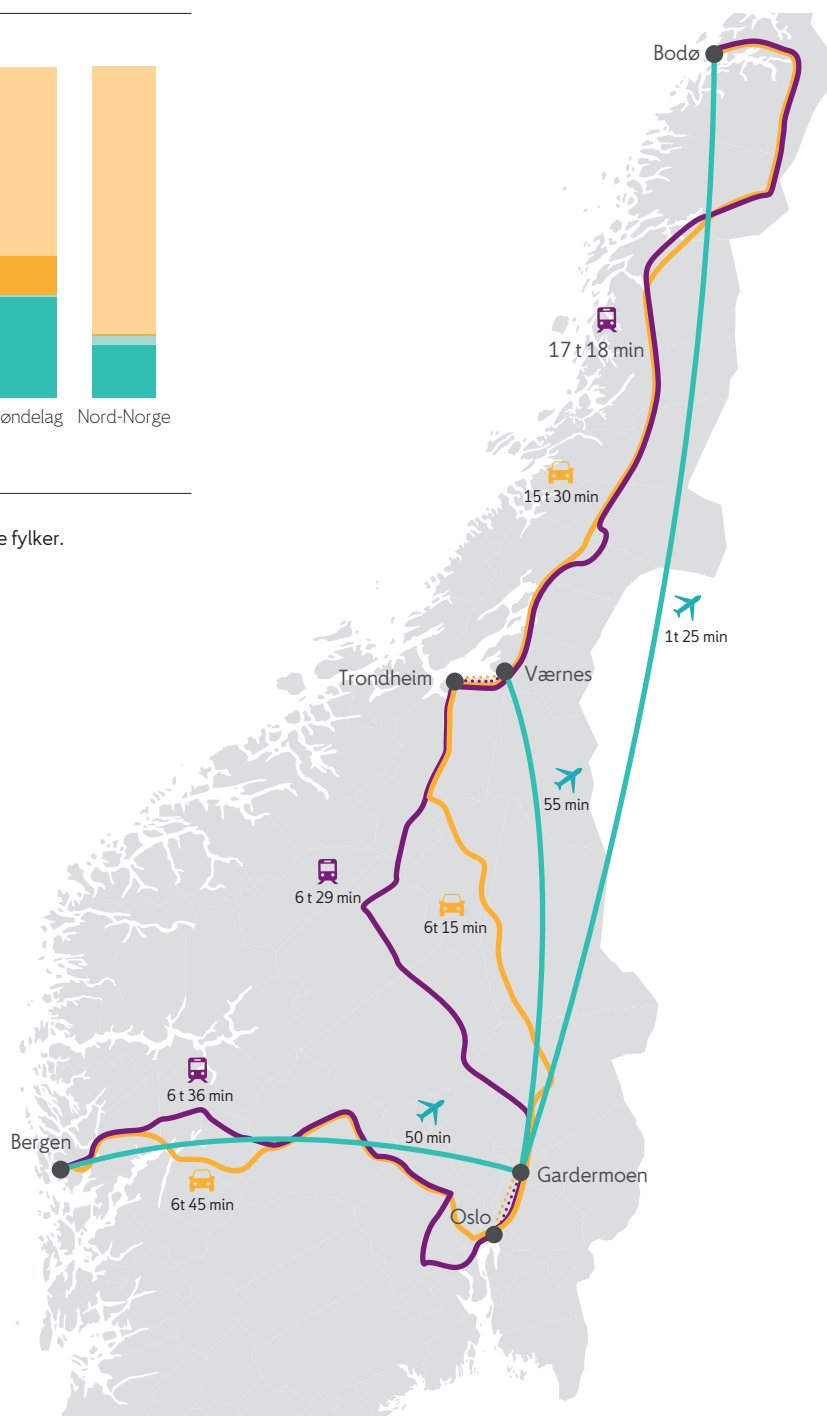 Bodø
17 t 18 min
øndelag
Nord-Norge
15 t 30 min
e fylker.
1t 25 min
Trondheim
Værnes
55 min
6 t 29 min
6t 15 min
6 t 36 min
50 min
Bergen
Gardermoen
6t 45 min
Oslo